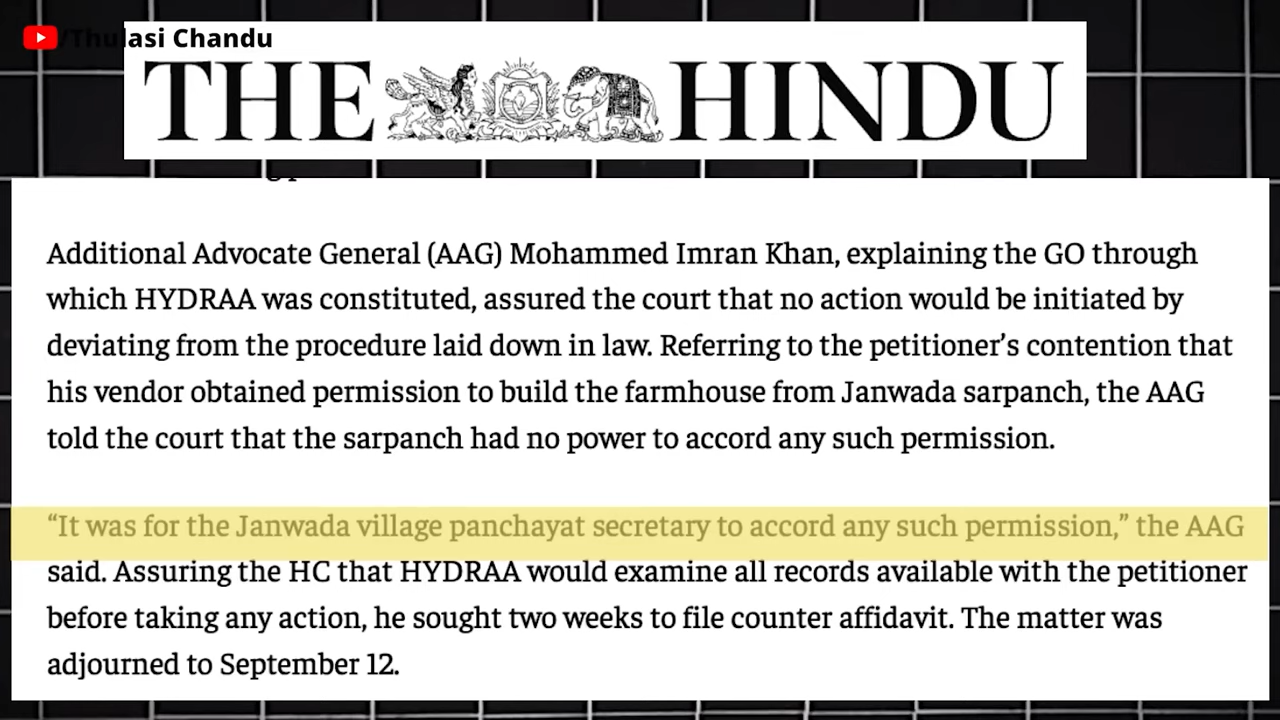 /Thulasi Chandu
THE HINDU
Additional Advocate General (AAG) Mohammed Imran Khan, explaining the GO through
which HYDRAA was constituted, assured the court that no action would be initiated by
deviating from the procedure laid down in law. Referring to the petitioner’s contention that
his vendor obtained permission to build the farmhouse from Janwada sarpanch, the AAG
told the court that the sarpanch had no power to accord any such permission.
“It was for the Janwada village panchayat secretary to accord any such permission,” the AAG
said. Assuring the HC that HYDRAA would examine all records available with the petitioner
before taking any action, he sought two weeks to file counter affidavit. The matter was
adjourned to September 12.